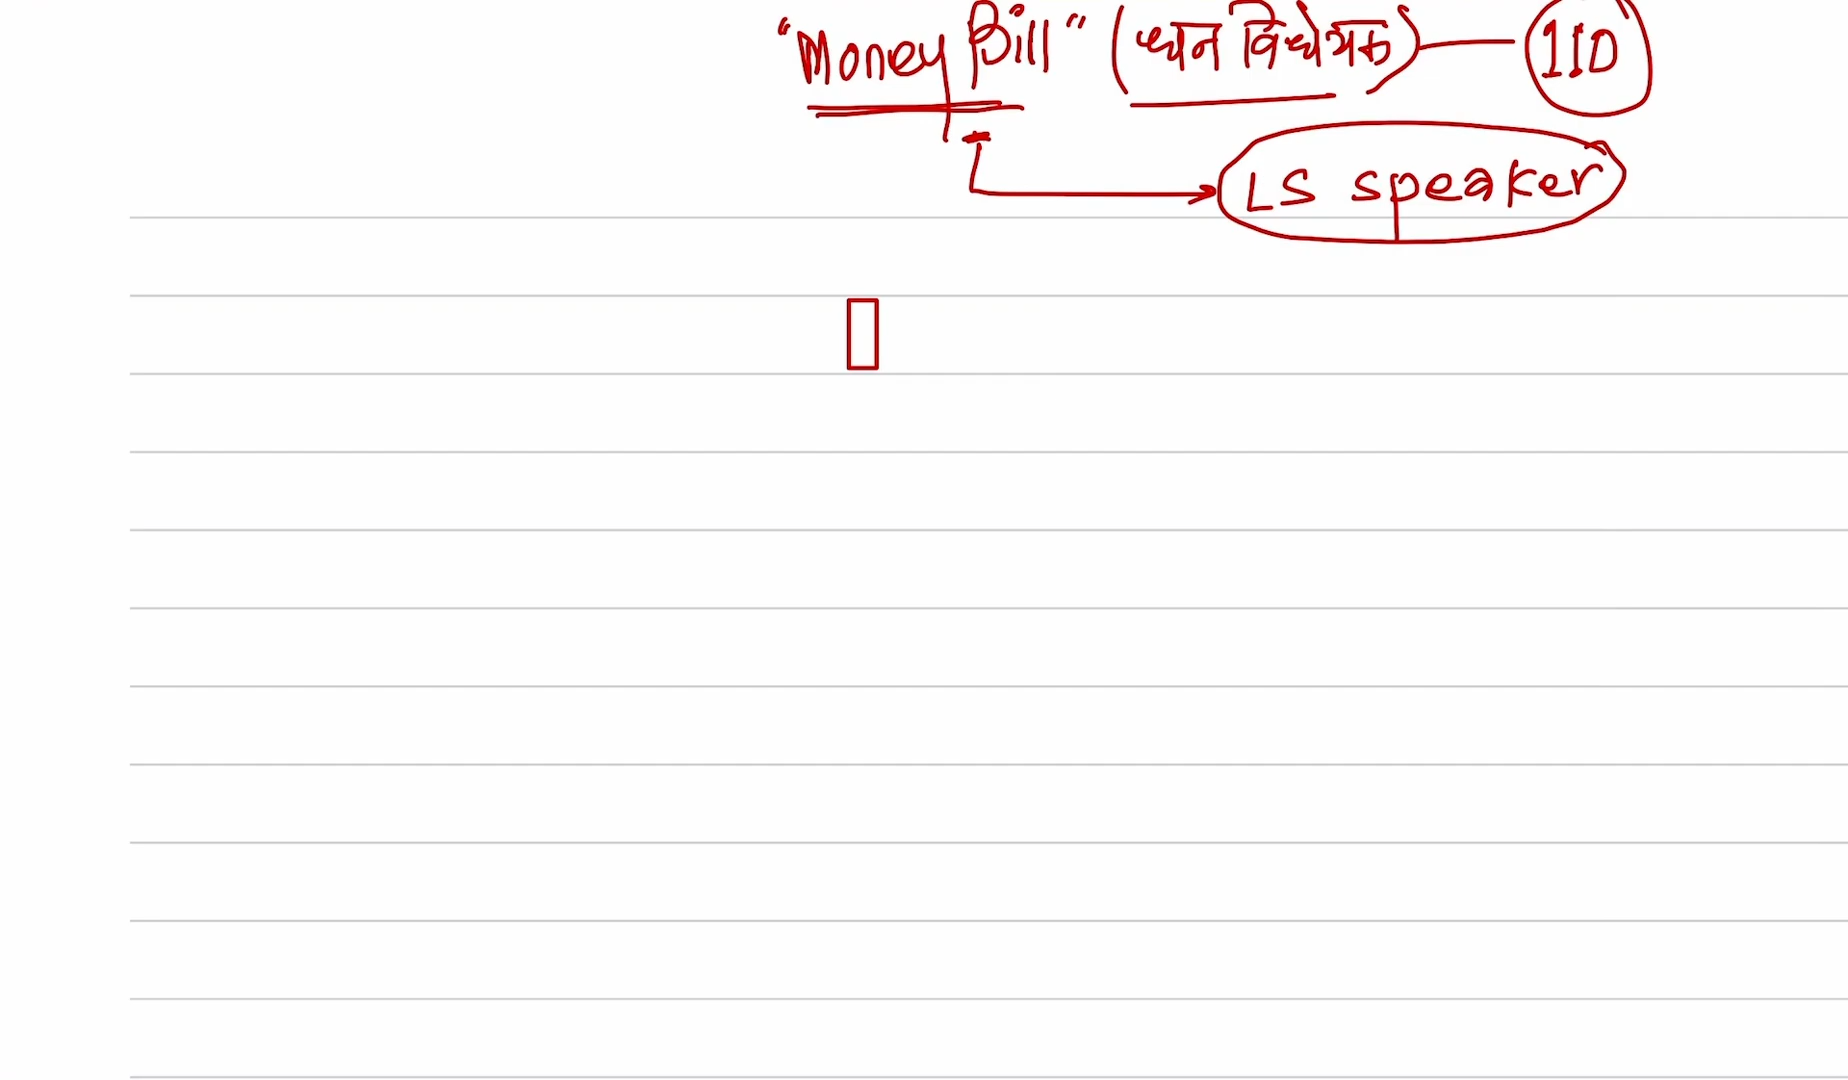 "Money Bill" (धन विधेयक) — 110
LS speaker